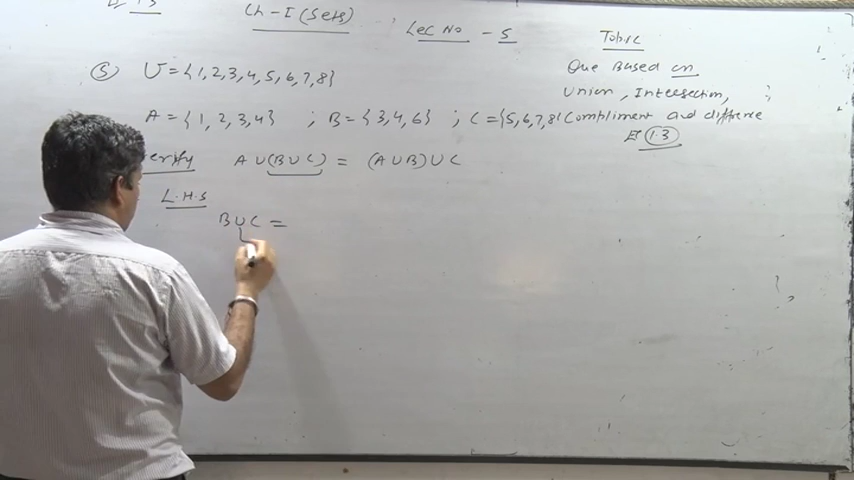 Ch-I (Sets)
Lec No - 5
Topic
Que Based on
Union, Intersection,
Compliment and difference
Ex 1.3
(5) U = {1,2,3,4,5,6,7,8}
A = {1,2,3,4} ; B = {3,4,6} ; C = {5,6,7,8}
erify A∪(B∪C) = (A∪B)∪C
L.H.S
B∪C =